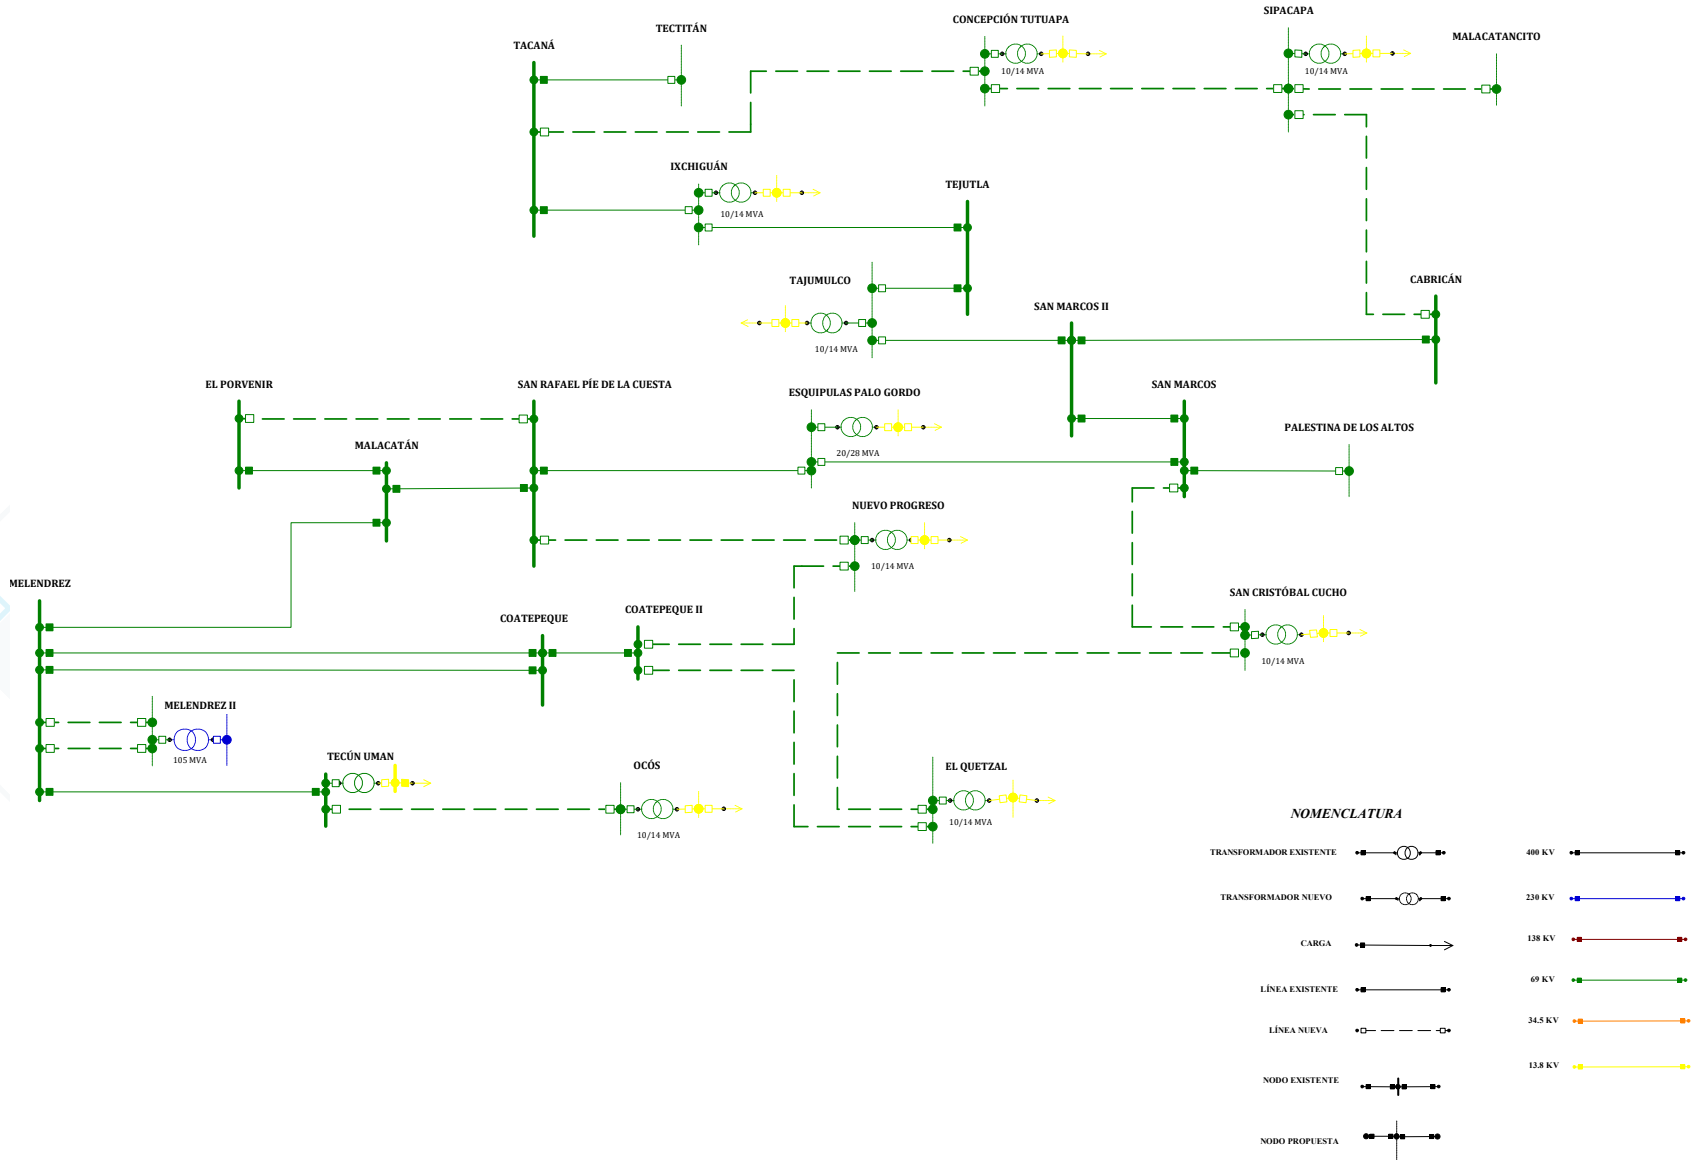 CONCEPCIÓN TUTUAPA
SIPACAPA
TECTITÁN
MALACATANCITO
TACANÁ
10/14 MVA
10/14 MVA
IXCHIGUÁN
TEJUTLA
10/14 MVA
TAJUMULCO
CABRICÁN
SAN MARCOS II
10/14 MVA
EL PORVENIR
SAN RAFAEL PÍE DE LA CUESTA
SAN MARCOS
ESQUIPULAS PALO GORDO
PALESTINA DE LOS ALTOS
MALACATÁN
20/28 MVA
NUEVO PROGRESO
10/14 MVA
MELENDREZ
SAN CRISTÓBAL CUCHO
COATEPEQUE II
COATEPEQUE
10/14 MVA
MELENDREZ II
105 MVA
TECÚN UMAN
OCÓS
EL QUETZAL
10/14 MVA
10/14 MVA
NOMENCLATURA
TRANSFORMADOR EXISTENTE
400 KV
TRANSFORMADOR NUEVO
230 KV
CARGA
138 KV
69 KV
LÍNEA EXISTENTE
34.5 KV
LÍNEA NUEVA
13.8 KV
NODO EXISTENTE
NODO PROPUESTA